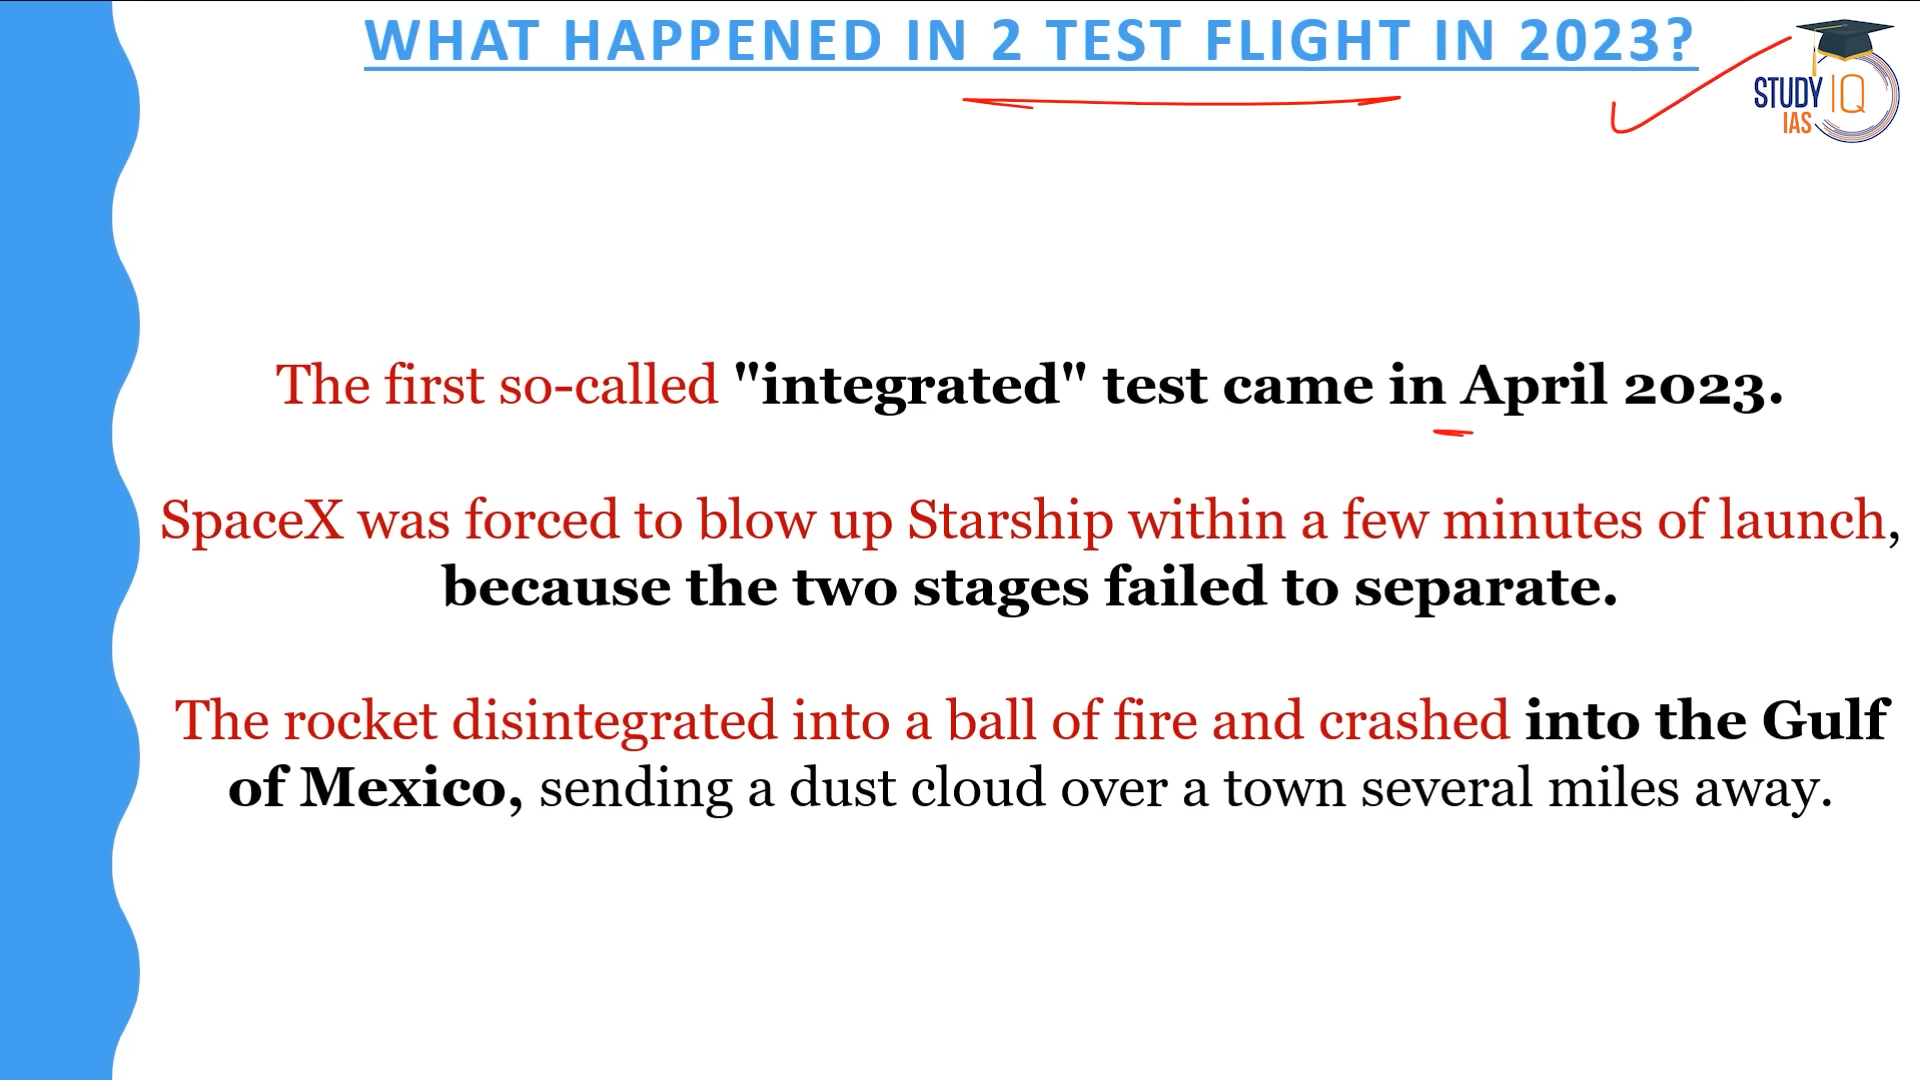 WHAT HAPPENED IN 2 TEST FLIGHT IN 2023?
STUDY IQ
IAS
The first so-called "integrated" test came in April 2023.
SpaceX was forced to blow up Starship within a few minutes of launch,
because the two stages failed to separate.
The rocket disintegrated into a ball of fire and crashed into the Gulf
of Mexico, sending a dust cloud over a town several miles away.